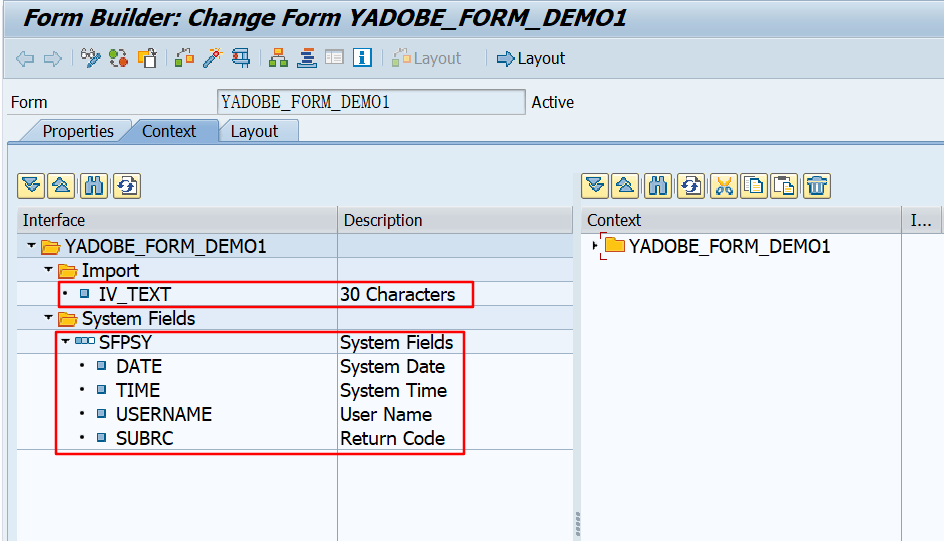 Form Builder: Change Form YADOBE_FORM_DEMO1
Layout Layout
Form YADOBE_FORM_DEMO1 Active
Properties Context Layout
Interface Description Context I...
YADOBE_FORM_DEMO1 YADOBE_FORM_DEMO1
Import
IV_TEXT 30 Characters
System Fields
SFPSY System Fields
DATE System Date
TIME System Time
USERNAME User Name
SUBRC Return Code